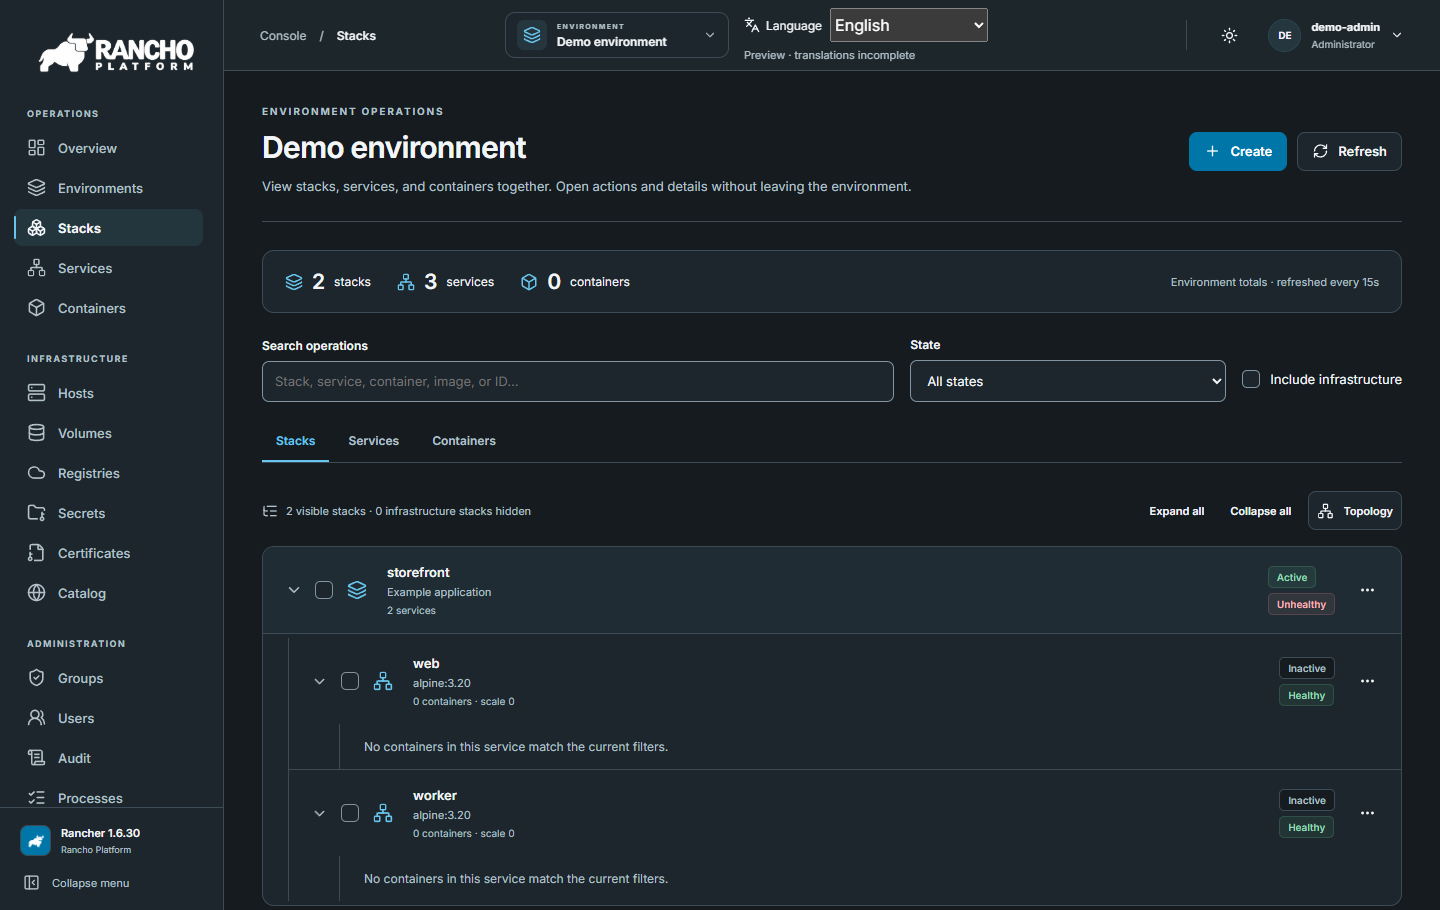 RANCHO
PLATFORM
OPERATIONS
Overview
Environments
Stacks
Services
Containers
INFRASTRUCTURE
Hosts
Volumes
Registries
Secrets
Certificates
Catalog
ADMINISTRATION
Groups
Users
Audit
Processes
Rancher 1.6.30
Rancho Platform
Collapse menu
Console / Stacks
ENVIRONMENT
Demo environment
Language
English
Preview · translations incomplete
DE
demo-admin
Administrator
ENVIRONMENT OPERATIONS
Demo environment
View stacks, services, and containers together. Open actions and details without leaving the environment.
Create
Refresh
2 stacks
3 services
0 containers
Environment totals · refreshed every 15s
Search operations
Stack, service, container, image, or ID...
State
All states
Include infrastructure
Stacks
Services
Containers
2 visible stacks · 0 infrastructure stacks hidden
Expand all
Collapse all
Topology
storefront
Example application
2 services
Active
Unhealthy
web
alpine:3.20
0 containers · scale 0
Inactive
Healthy
No containers in this service match the current filters.
worker
alpine:3.20
0 containers · scale 0
Inactive
Healthy
No containers in this service match the current filters.